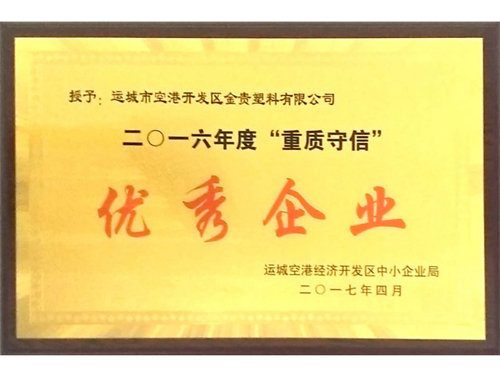 授予：运城市空港开发区金贵塑料有限公司
二〇一六年度“重质守信”
优秀企业
运城空港经济开发区中小企业局
二〇一七年四月